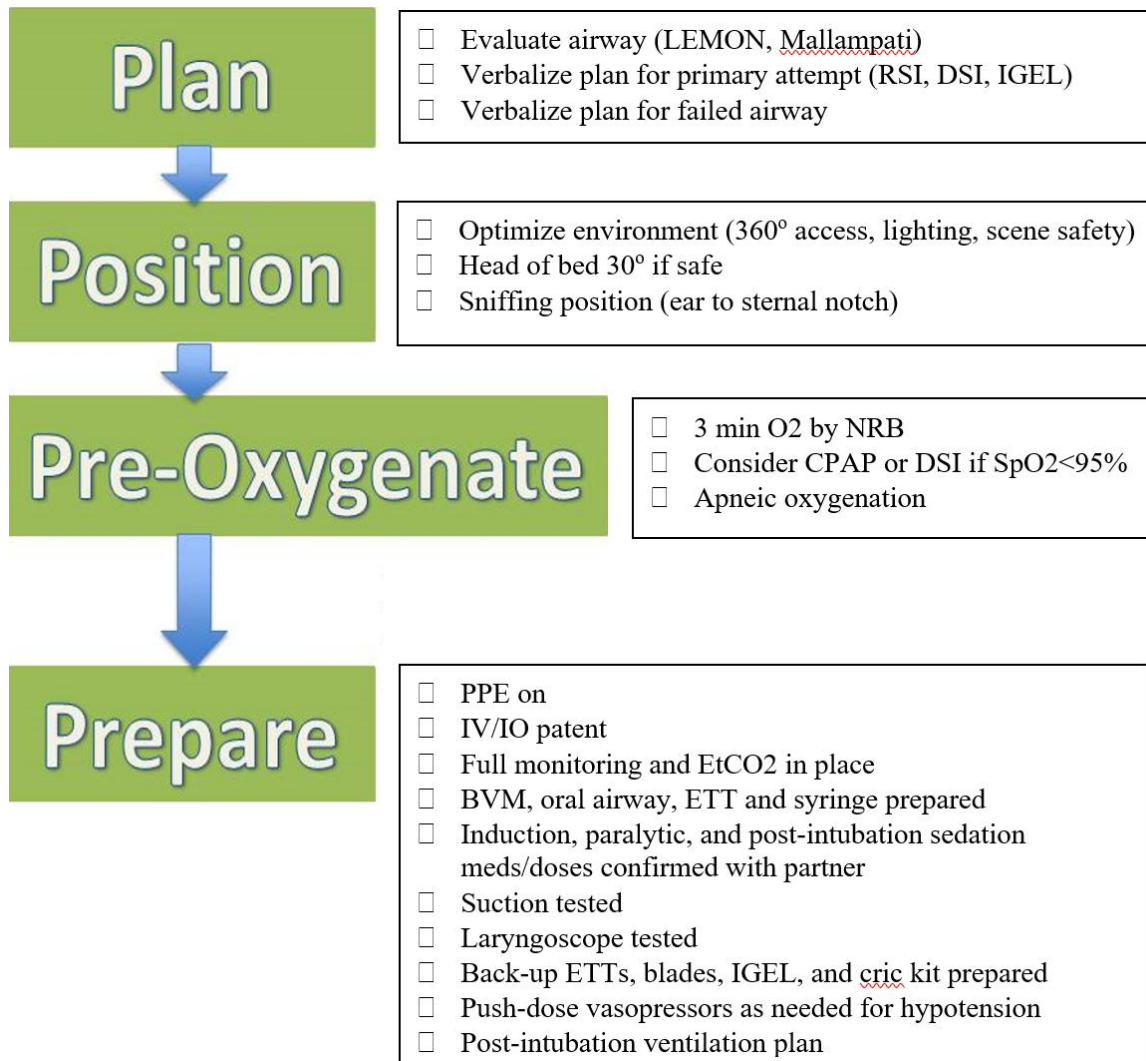 Plan
☐ Evaluate airway (LEMON, Mallampati)
☐ Verbalize plan for primary attempt (RSI, DSI, IGEL)
☐ Verbalize plan for failed airway
Position
☐ Optimize environment (360º access, lighting, scene safety)
☐ Head of bed 30º if safe
☐ Sniffing position (ear to sternal notch)
Pre-Oxygenate
☐ 3 min O2 by NRB
☐ Consider CPAP or DSI if SpO2<95%
☐ Apneic oxygenation
Prepare
☐ PPE on
☐ IV/IO patent
☐ Full monitoring and EtCO2 in place
☐ BVM, oral airway, ETT and syringe prepared
☐ Induction, paralytic, and post-intubation sedation
meds/doses confirmed with partner
☐ Suction tested
☐ Laryngoscope tested
☐ Back-up ETTs, blades, IGEL, and cric kit prepared
☐ Push-dose vasopressors as needed for hypotension
☐ Post-intubation ventilation plan